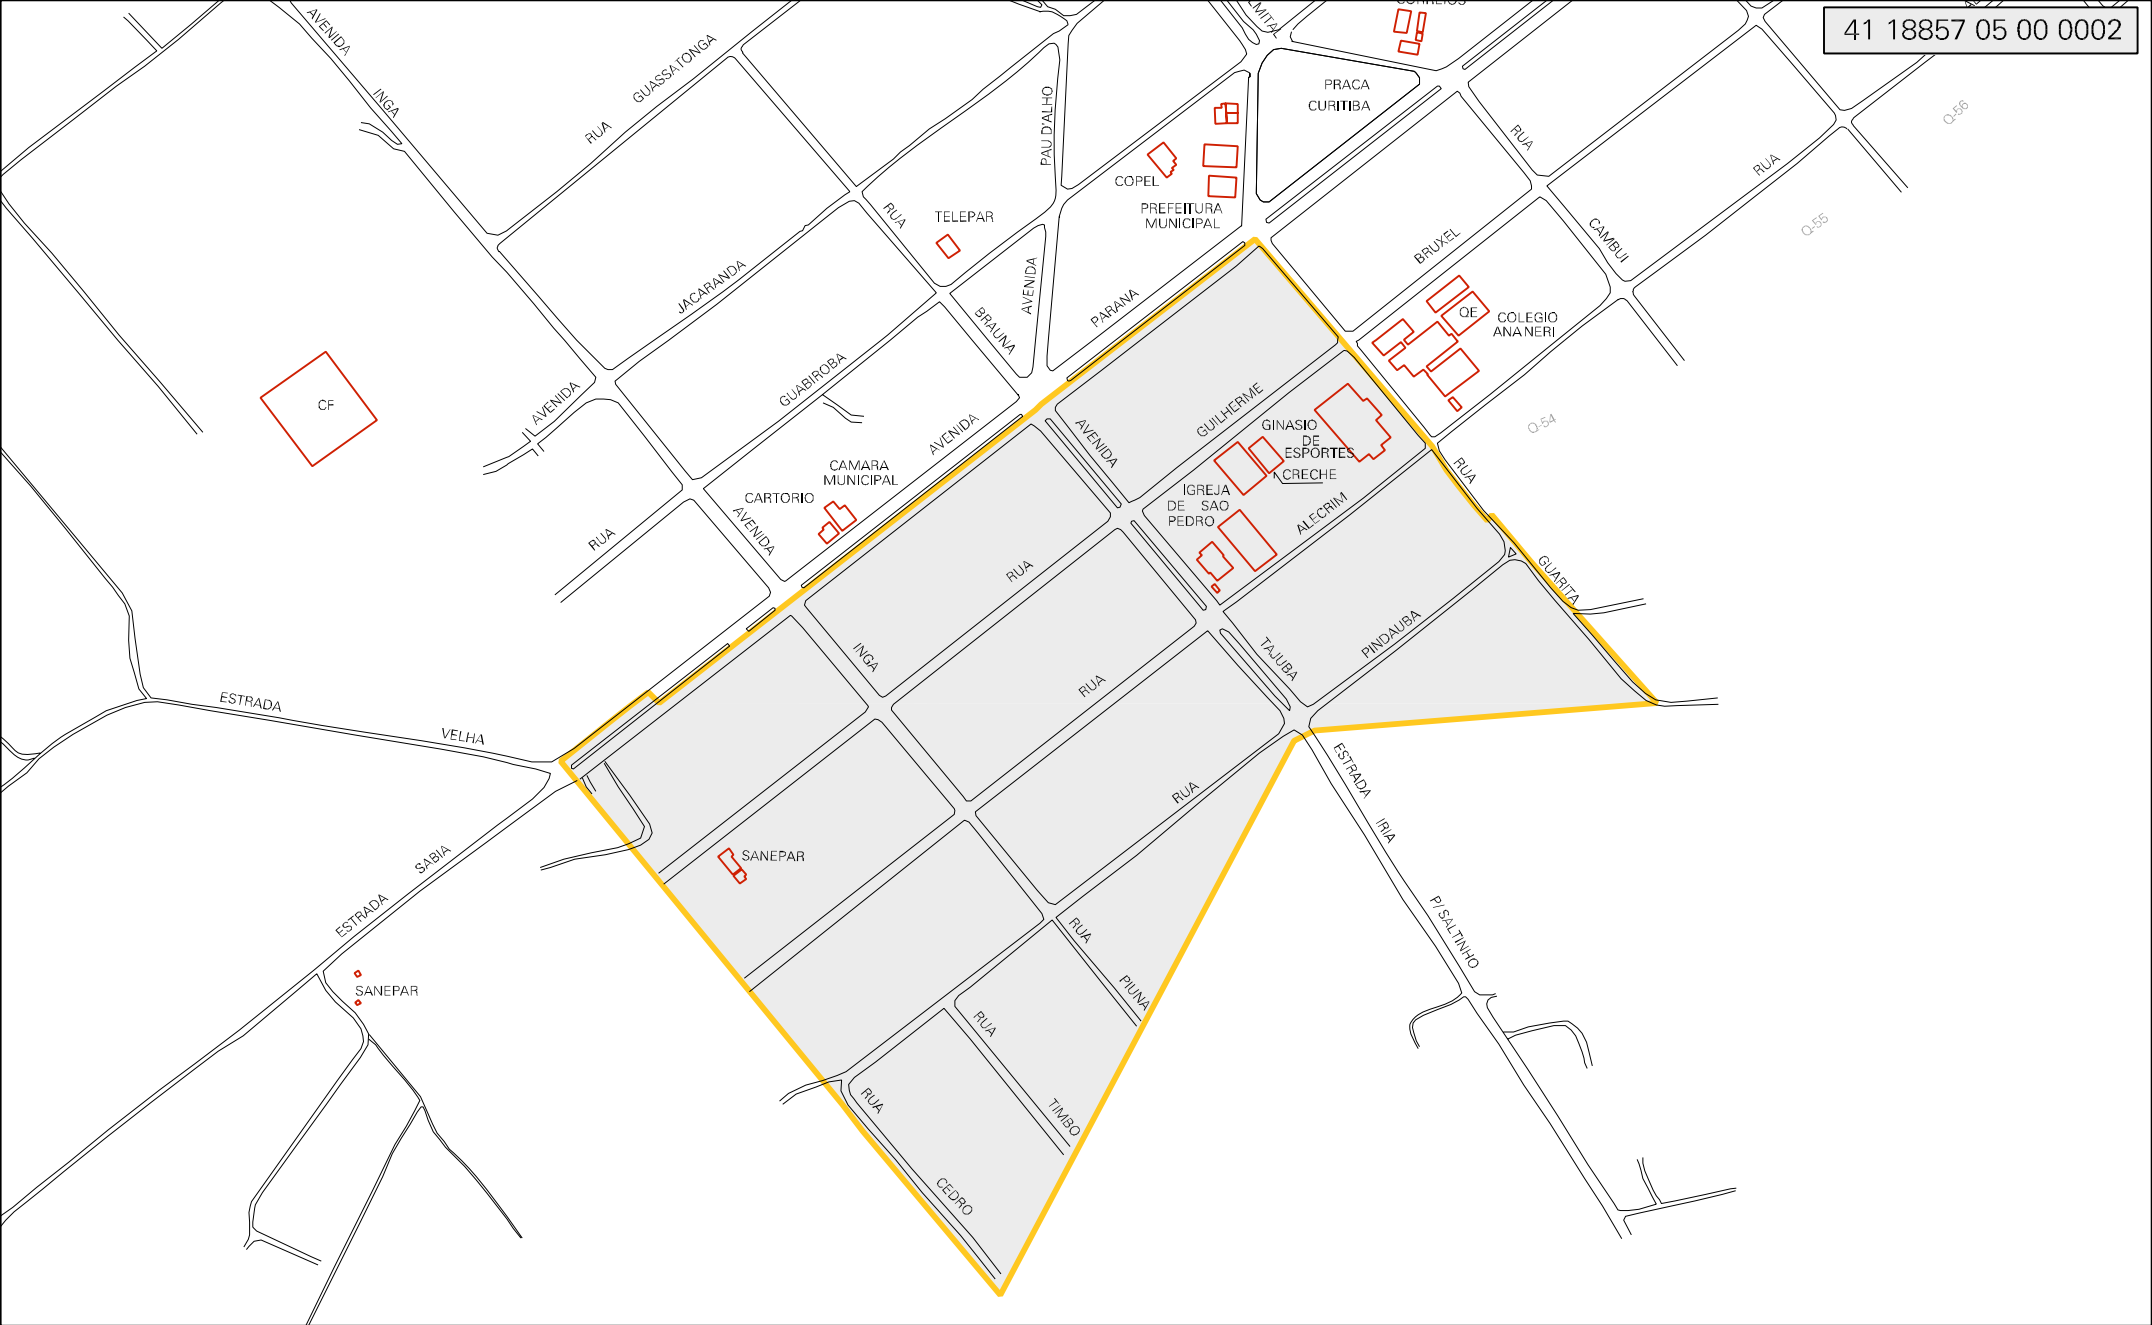 CORREIOS
41 18857 05 00 0002
AVENIDA
INGA
RUA
GUASSATONGA
PAU D'ALHO
PRACA
CURITIBA
RUA
RUA
Q-56
COPEL
PREFEITURA
MUNICIPAL
RUA
TELEPAR
BRUXEL
CAMBUI
Q-55
JACARANDA
AVENIDA
BRAUNA
PARANA
QE
COLEGIO
ANA NERI
CF
AVENIDA
GUABIROBA
AVENIDA
GUILHERME
Q-54
AVENIDA
GINASIO
DE
ESPORTES
CRECHE
CAMARA
MUNICIPAL
CARTORIO
IGREJA
DE SAO
PEDRO
ALECRIM
RUA
RUA
AVENIDA
RUA
GUARITA
INGA
TAJUBA
PINDAUBA
RUA
ESTRADA
VELHA
RUA
ESTRADA
IRIA
P/ SALTINHO
SANEPAR
SABIA
ESTRADA
RUA
PIUNA
SANEPAR
RUA
TIMBO
RUA
CEDRO